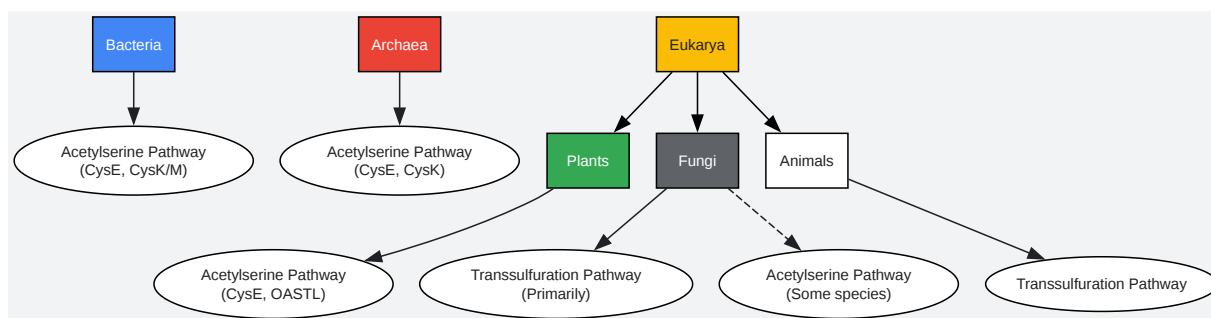 Bacteria
Archaea
Eukarya
Acetylserine Pathway
(CysE, CysK/M)
Acetylserine Pathway
(CysE, CysK)
Plants
Fungi
Animals
Acetylserine Pathway
(CysE, OASTL)
Transsulfuration Pathway
(Primarily)
Acetylserine Pathway
(Some species)
Transsulfuration Pathway